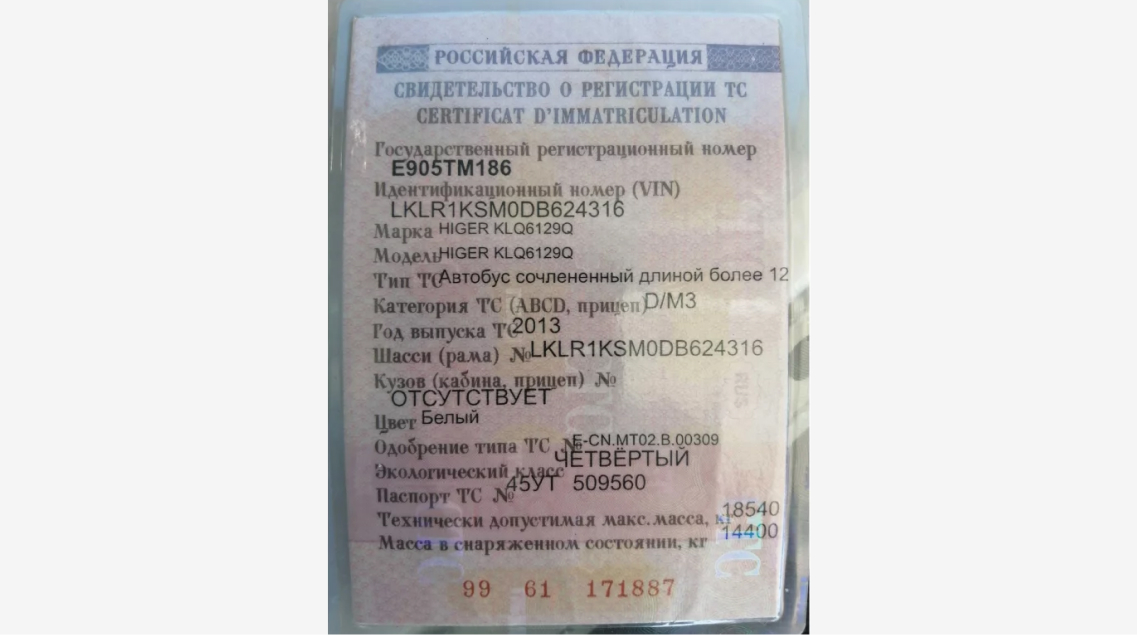 РОССИЙСКАЯ ФЕДЕРАЦИЯ
СВИДЕТЕЛЬСТВО О РЕГИСТРАЦИИ ТС
CERTIFICAT D'IMMATRICULATION
Государственный регистрационный номер
Е905ТМ186
Идентификационный номер (VIN)
LKLR1KSM0DB624316
Марка HIGER KLQ6129Q
Модель HIGER KLQ6129Q
Тип ТС Автобус сочлененный длиной более 12
Категория ТС (ABCD, прицеп) D/M3
Год выпуска ТС 2013
Шасси (рама) № LKLR1KSM0DB624316
Кузов (кабина, прицеп) №
ОТСУТСТВУЕТ
Цвет Белый
Одобрение типа ТС № E-CN.MT02.B.00309
Экологический класс ЧЕТВЁРТЫЙ
Паспорт ТС № 45УТ 509560
Технически допустимая макс. масса, кг 18540
Масса в снаряженном состоянии, кг 14400
99 61 171887